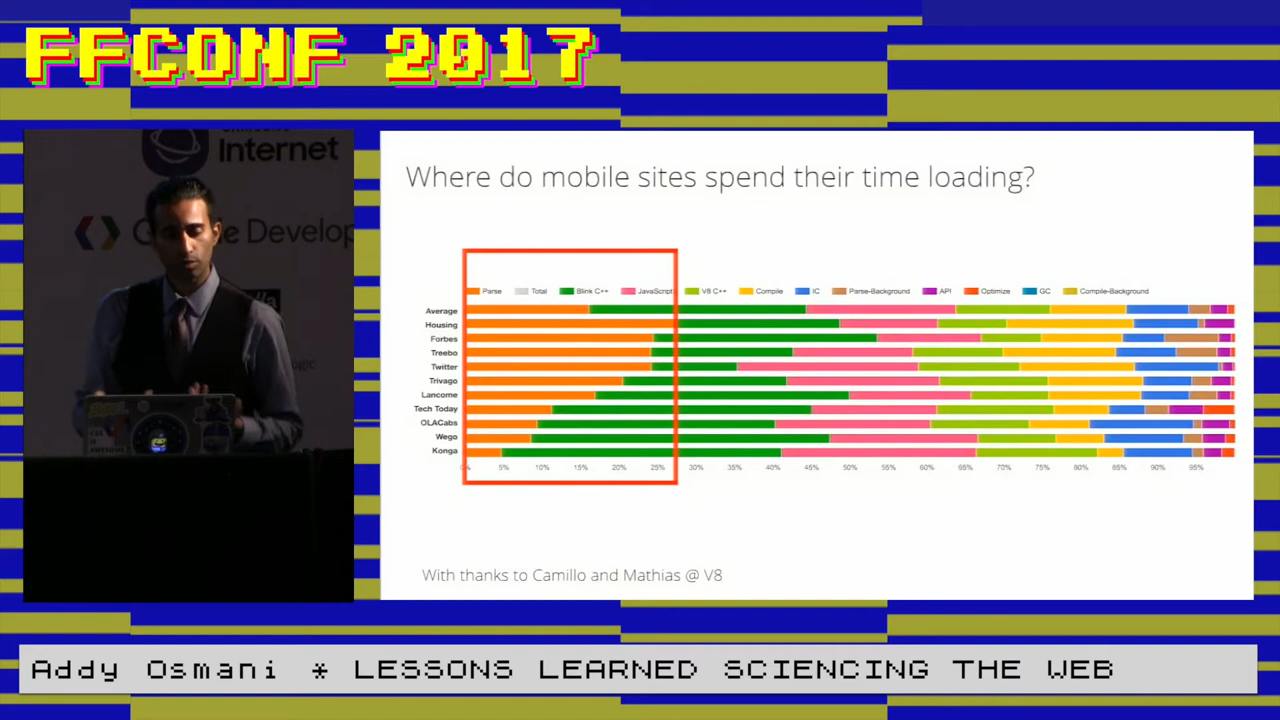 FFCONF 2017
Internet
Develop
Where do mobile sites spend their time loading?
Parse Total Blink C++ JavaScript V8 C++ Compile IC Parse-Background API Optimize GC Compile-Background
Average
Housing
Forbes
Treebo
Twitter
Trivago
Lancome
Tech Today
OLACabs
Wego
Konga
5% 10% 15% 20% 25% 30% 35% 40% 45% 50% 55% 60% 65% 70% 75% 80% 85% 90% 95%
With thanks to Camillo and Mathias @ V8
Addy Osmani * LESSONS LEARNED SCIENCING THE WEB